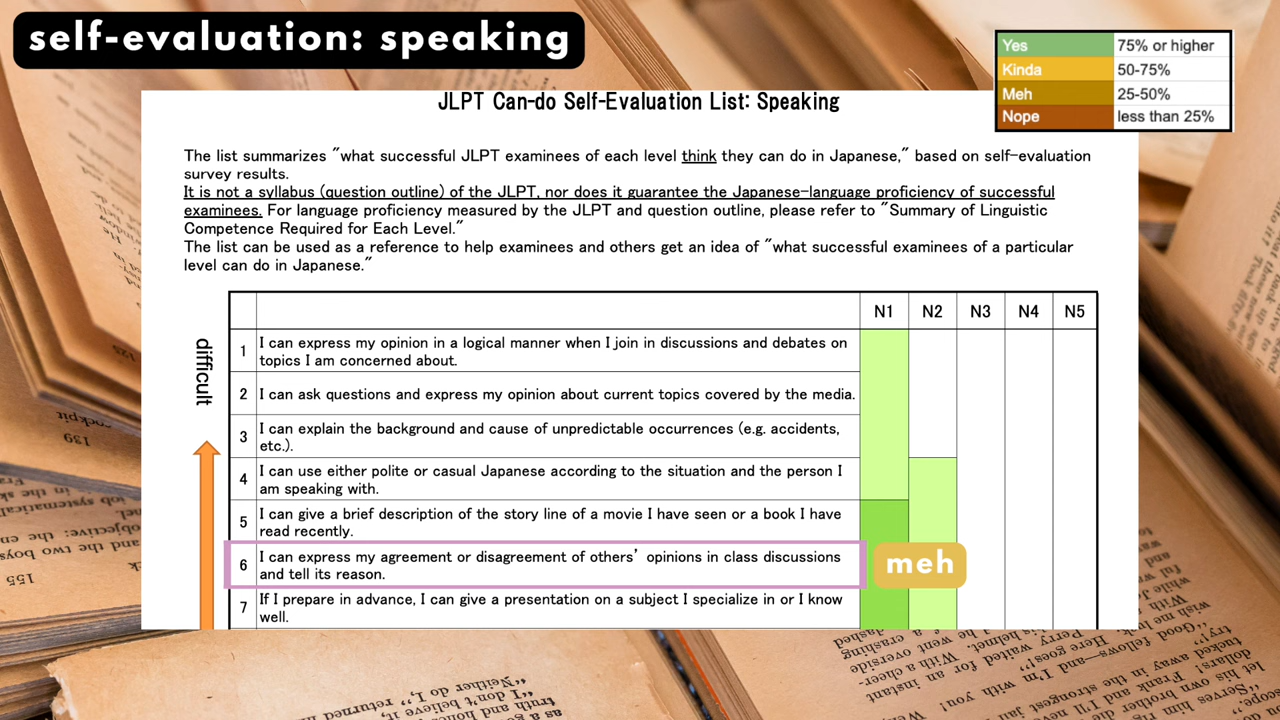 self-evaluation: speaking
Yes 75% or higher
Kinda 50-75%
Meh 25-50%
Nope less than 25%
JLPT Can-do Self-Evaluation List: Speaking
The list summarizes "what successful JLPT examinees of each level think they can do in Japanese," based on self-evaluation
survey results.
It is not a syllabus (question outline) of the JLPT, nor does it guarantee the Japanese-language proficiency of successful
examinees. For language proficiency measured by the JLPT and question outline, please refer to "Summary of Linguistic
Competence Required for Each Level."
The list can be used as a reference to help examinees and others get an idea of "what successful examinees of a particular
level can do in Japanese."
N1 N2 N3 N4 N5
difficult
1 I can express my opinion in a logical manner when I join in discussions and debates on
topics I am concerned about.
2 I can ask questions and express my opinion about current topics covered by the media.
3 I can explain the background and cause of unpredictable occurrences (e.g. accidents,
etc.).
4 I can use either polite or casual Japanese according to the situation and the person I
am speaking with.
5 I can give a brief description of the story line of a movie I have seen or a book I have
read recently.
6 I can express my agreement or disagreement of others' opinions in class discussions
and tell its reason.
meh
7 If I prepare in advance, I can give a presentation on a subject I specialize in or I know
well.
139
155